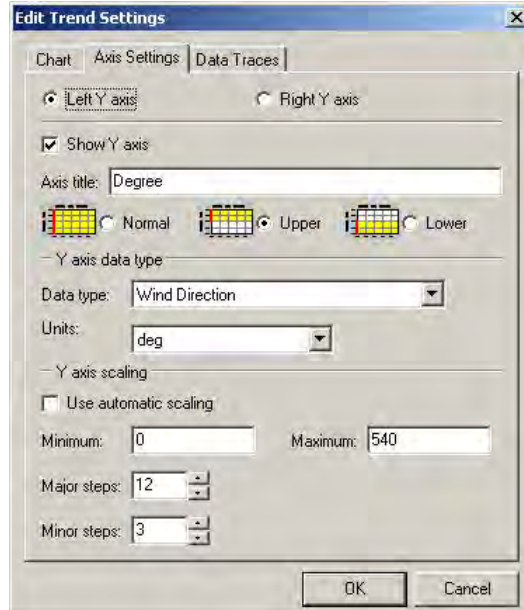 Edit Trend Settings
Chart Axis Settings Data Traces
Left Y axis Right Y axis
Show Y axis
Axis title: Degree
Normal Upper Lower
Y axis data type
Data type: Wind Direction
Units: deg
Y axis scaling
Use automatic scaling
Minimum: 0 Maximum: 540
Major steps: 12
Minor steps: 3
OK Cancel